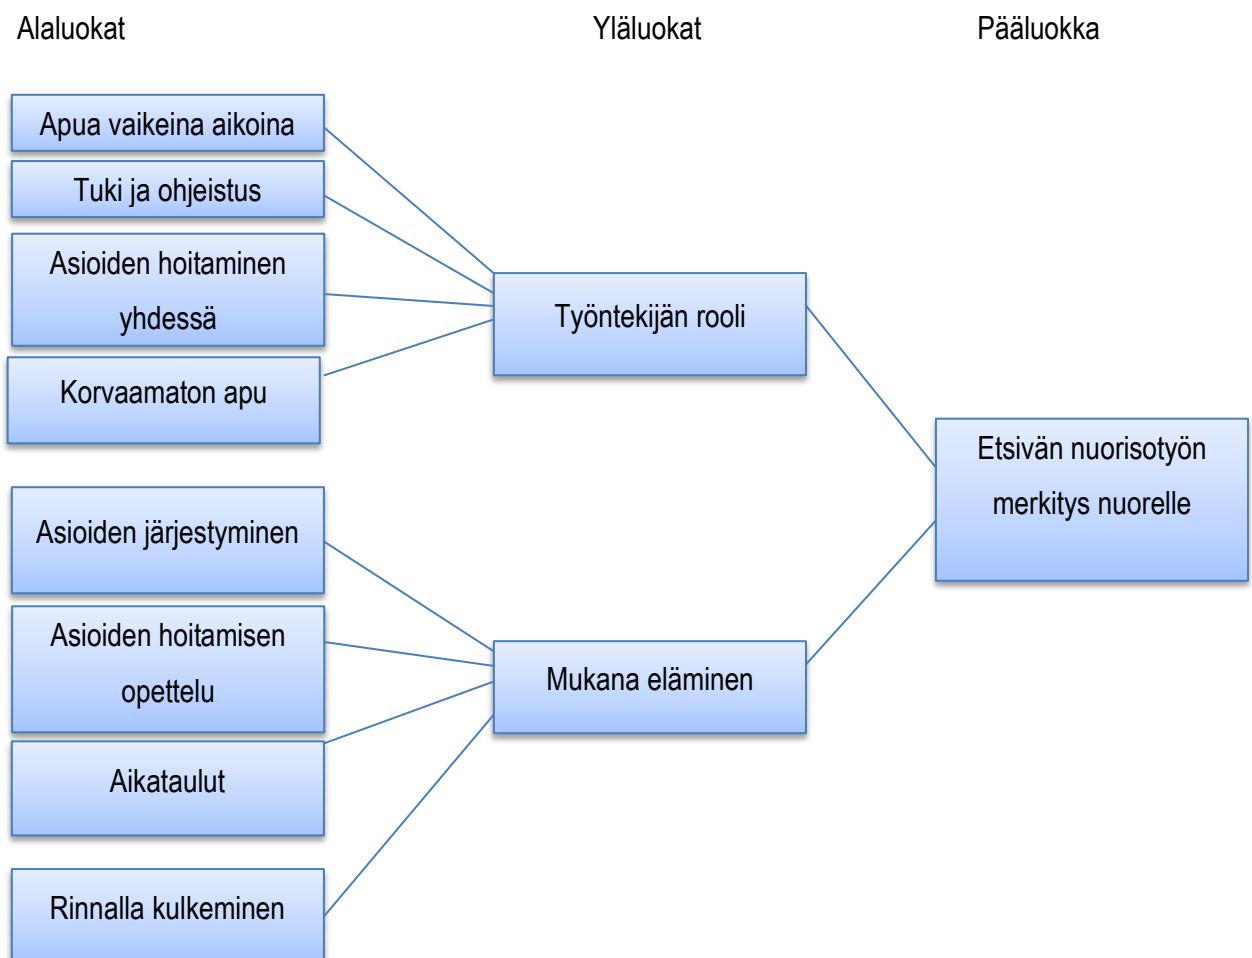 Alaluokat
Yläluokat
Pääluokka
Apua vaikeina aikoina
Tuki ja ohjeistus
Asioiden hoitaminen
yhdessä
Korvaamaton apu
Asioiden järjestyminen
Asioiden hoitamisen
opettelu
Aikataulut
Rinnalla kulkeminen
Työntekijän rooli
Mukana eläminen
Etsivän nuorisotyön
merkitys nuorelle